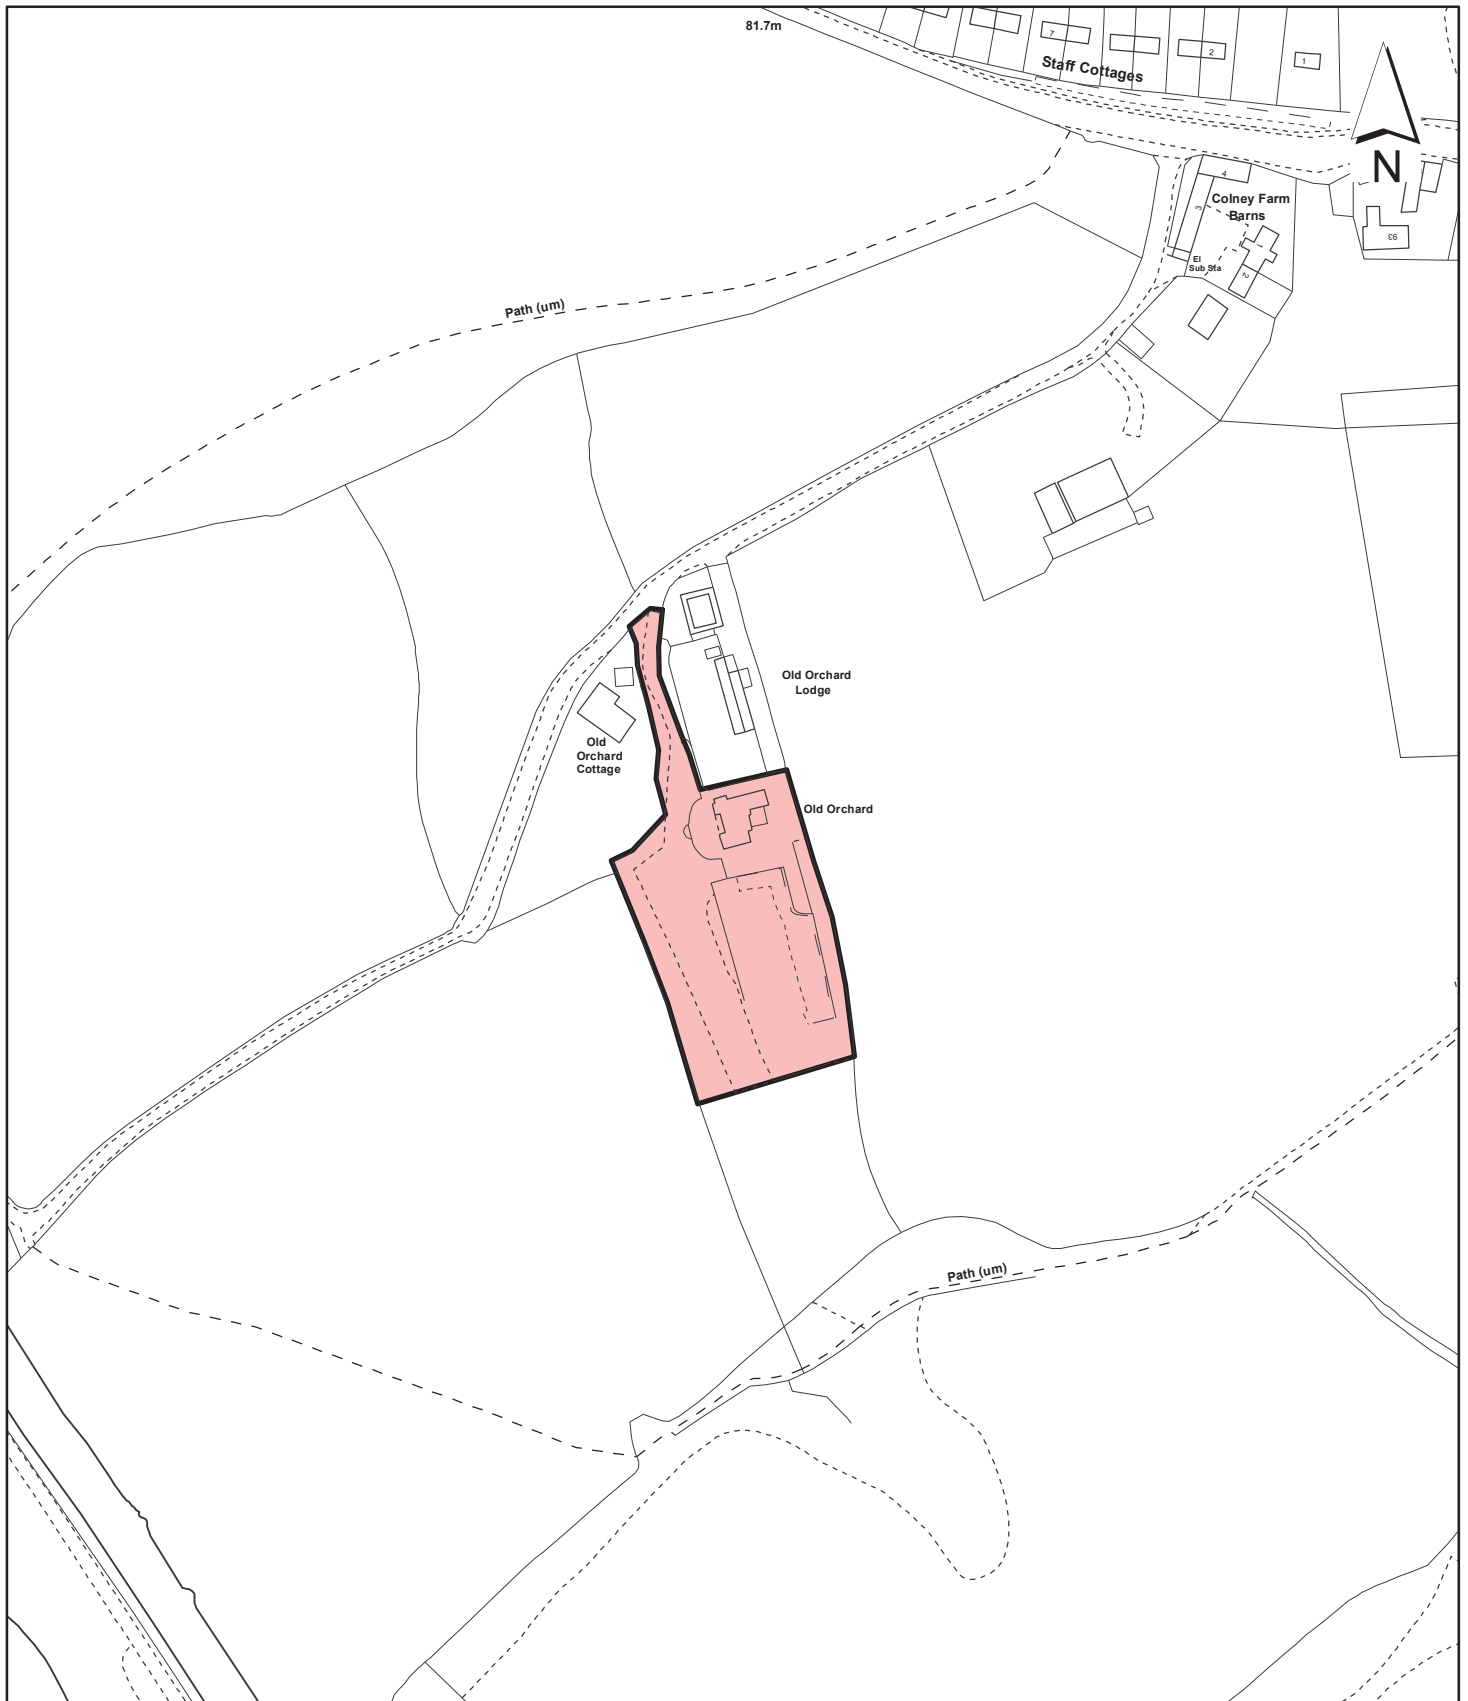 81.7m
7
2
1
Staff Cottages
N
4
Colney Farm
Barns
3
93
1
El
Sub Sta
2
Path (um)
Old Orchard
Lodge
Old
Orchard
Cottage
Old Orchard
Path (um)